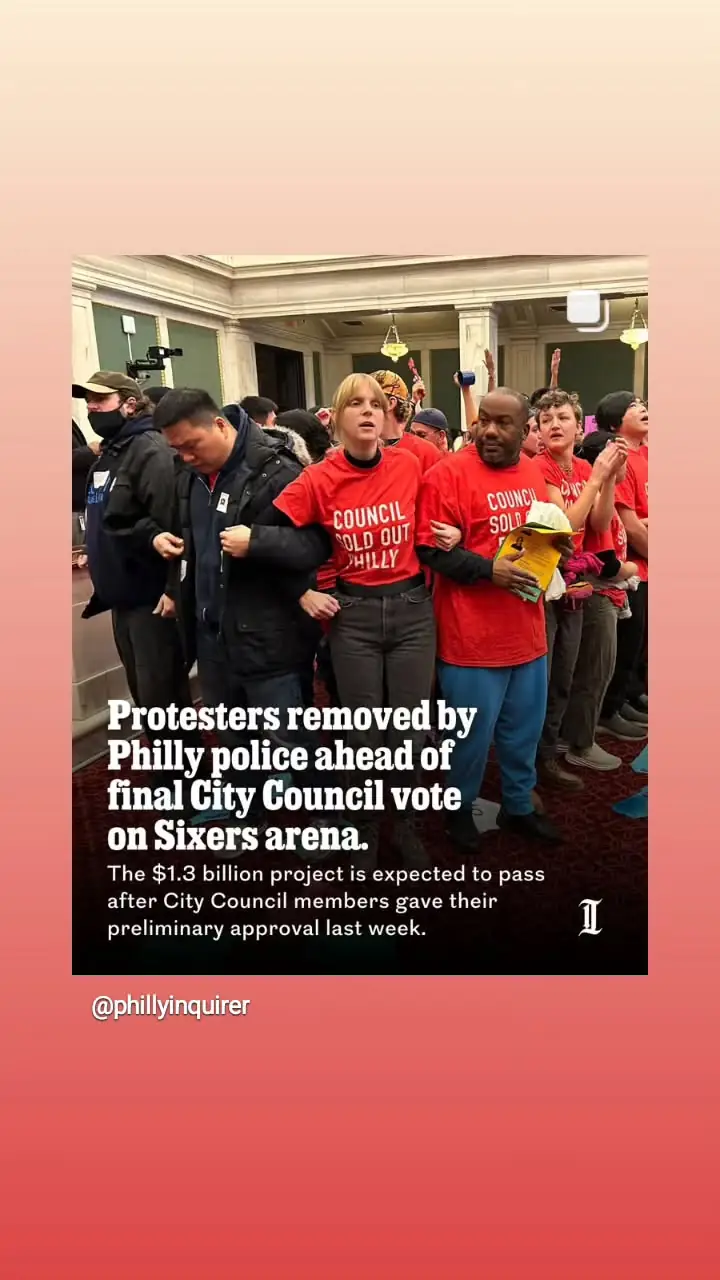 COUNCIL
SOLD OUT
PHILLY
COUNCIL
SOLD
Protesters removed by
Philly police ahead of
final City Council vote
on Sixers arena.
The $1.3 billion project is expected to pass
after City Council members gave their
preliminary approval last week.
@phillyinquirer